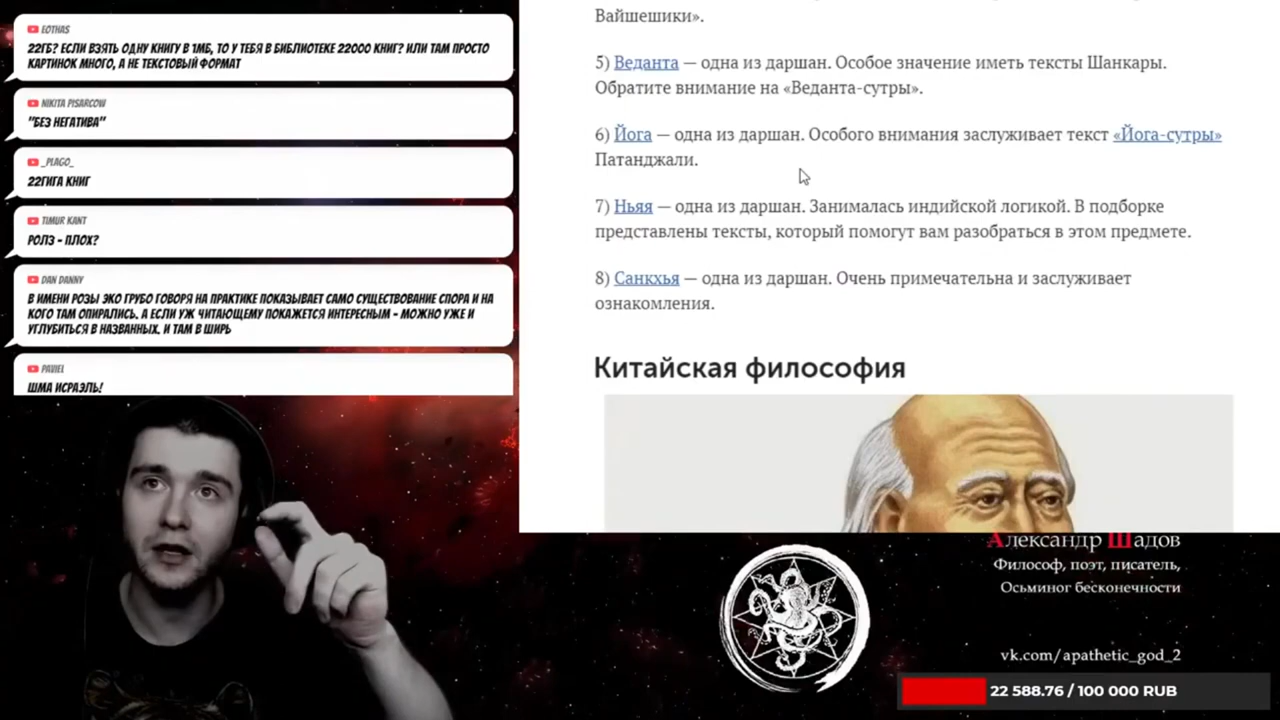 EOTHAS
22ГБ? ЕСЛИ ВЗЯТЬ ОДНУ КНИГУ В 1МБ, ТО У ТЕБЯ В БИБЛИОТЕКЕ 22000 КНИГ? ИЛИ ТАМ ПРОСТО
КАРТИНОК МНОГО, А НЕ ТЕКСТОВЫЙ ФОРМАТ
NIKITA PISARCOW
"БЕЗ НЕГАТИВА"
_PLAGO_
22ГИГА КНИГ
TIMUR KANT
РОЛЗ - ПЛОХ?
DAN DANNY
В ИМЕНИ РОЗЫ ЭКО ГРУБО ГОВОРЯ НА ПРАКТИКЕ ПОКАЗЫВАЕТ САМО СУЩЕСТВОВАНИЕ СПОРА И НА
КОГО ТАМ ОПИРАЛИСЬ. А ЕСЛИ УЖ ЧИТАЮЩЕМУ ПОКАЖЕТСЯ ИНТЕРЕСНЫМ - МОЖНО УЖЕ И
УГЛУБИТЬСЯ В НАЗВАННЫХ. И ТАМ В ШИРЬ
PAVIEL
ШМА ИСРАЭЛЬ!
Вайшешики».
5) Веданта — одна из даршан. Особое значение иметь тексты Шанкары.
Обратите внимание на «Веданта-сутры».
6) Йога — одна из даршан. Особого внимания заслуживает текст «Йога-сутры»
Патанджали.
7) Ньяя — одна из даршан. Занималась индийской логикой. В подборке
представлены тексты, который помогут вам разобраться в этом предмете.
8) Санкхья — одна из даршан. Очень примечательна и заслуживает
ознакомления.
Китайская философия
Александр Шадов
Философ, поэт, писатель,
Осьминог бесконечности
vk.com/apathetic_god_2
22 588.76 / 100 000 RUB